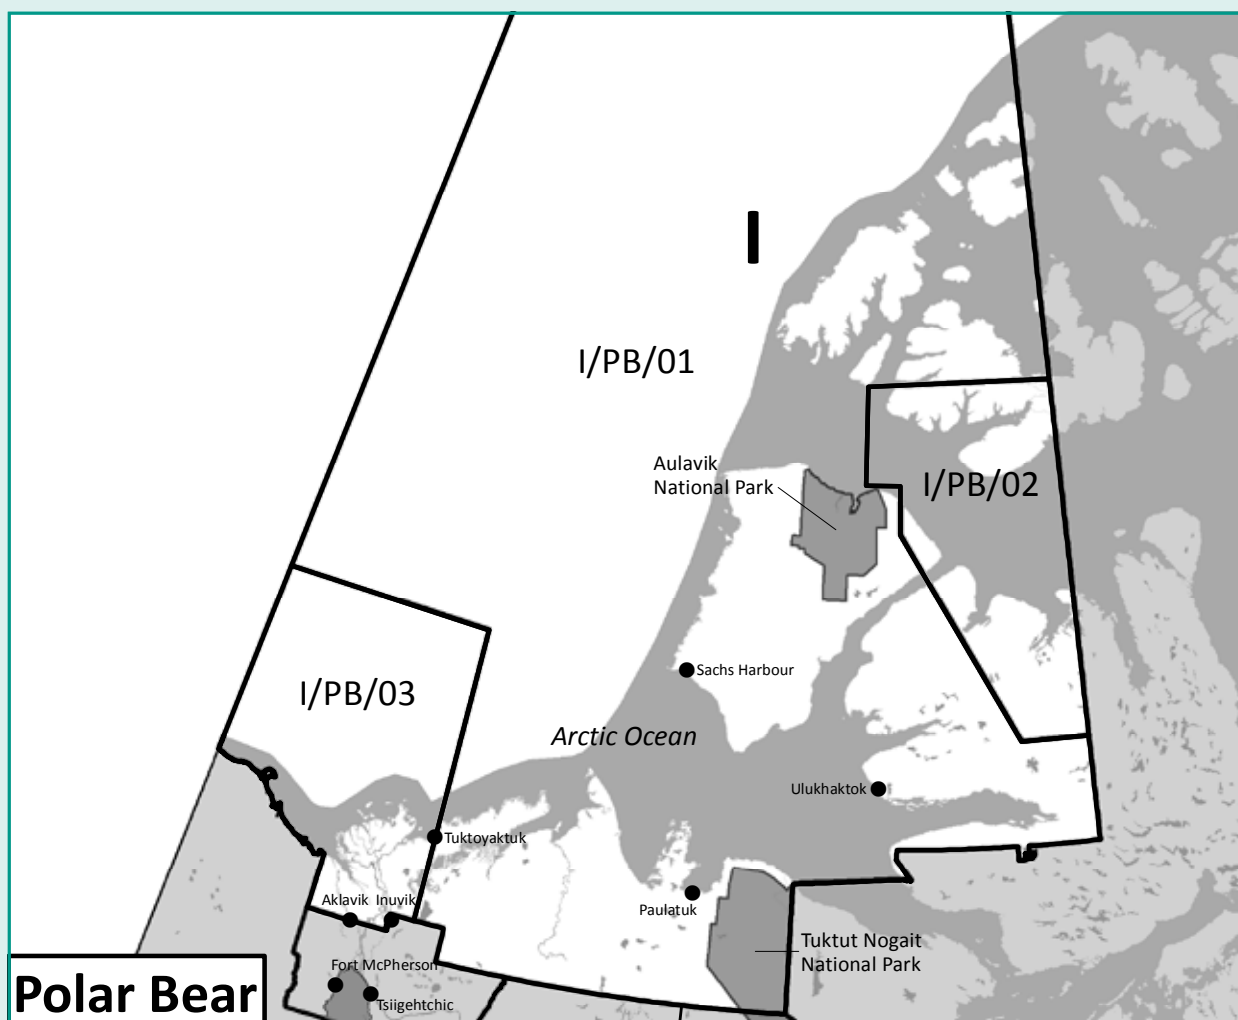 I
I/PB/01
Aulavik
National Park
I/PB/02
Sachs Harbour
I/PB/03
Arctic Ocean
Ulukhaktok
Tuktoyaktuk
Aklavik
Inuvik
Paulatuk
Tuktut Nogait
National Park
Fort McPherson
Tsiigehtchic
Polar Bear